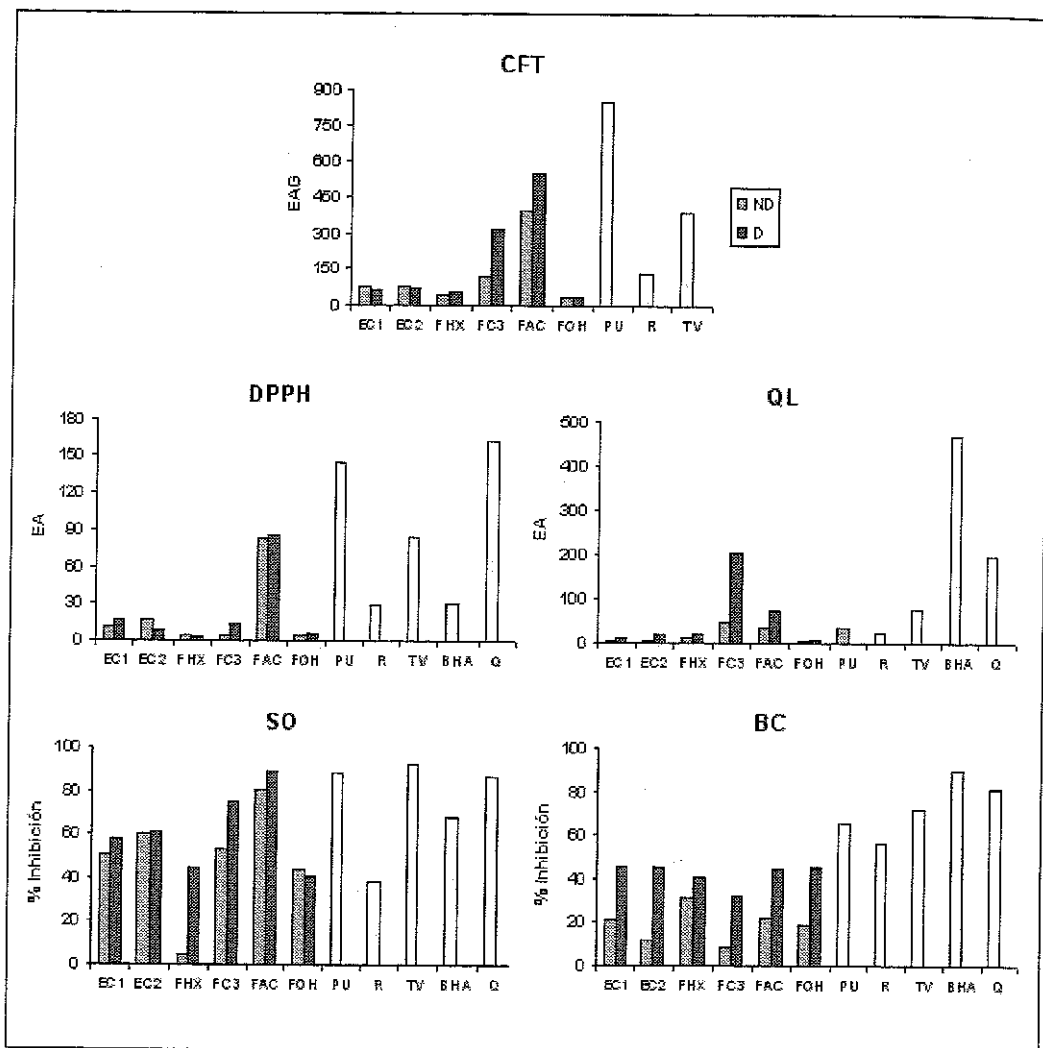 CFT
900
750
600
450
300
150
0
EAG
EC1 EC2 FHX FC3 FAC FOH PU R TV
ND
D
DPPH
180
150
120
90
60
30
0
EA
EC1 EC2 FHX FC3 FAC FOH PU R TV BHA Q
QL
500
400
300
200
100
0
EA
EC1 EC2 FHX FC3 FAC FOH PU R TV BHA Q
SO
100
80
60
40
20
0
% Inhibición
EC1 EC2 FHX FC3 FAC FOH PU R TV BHA Q
BC
100
80
60
40
20
0
% Inhibición
EC1 EC2 FHX FC3 FAC FOH PU R TV BHA Q